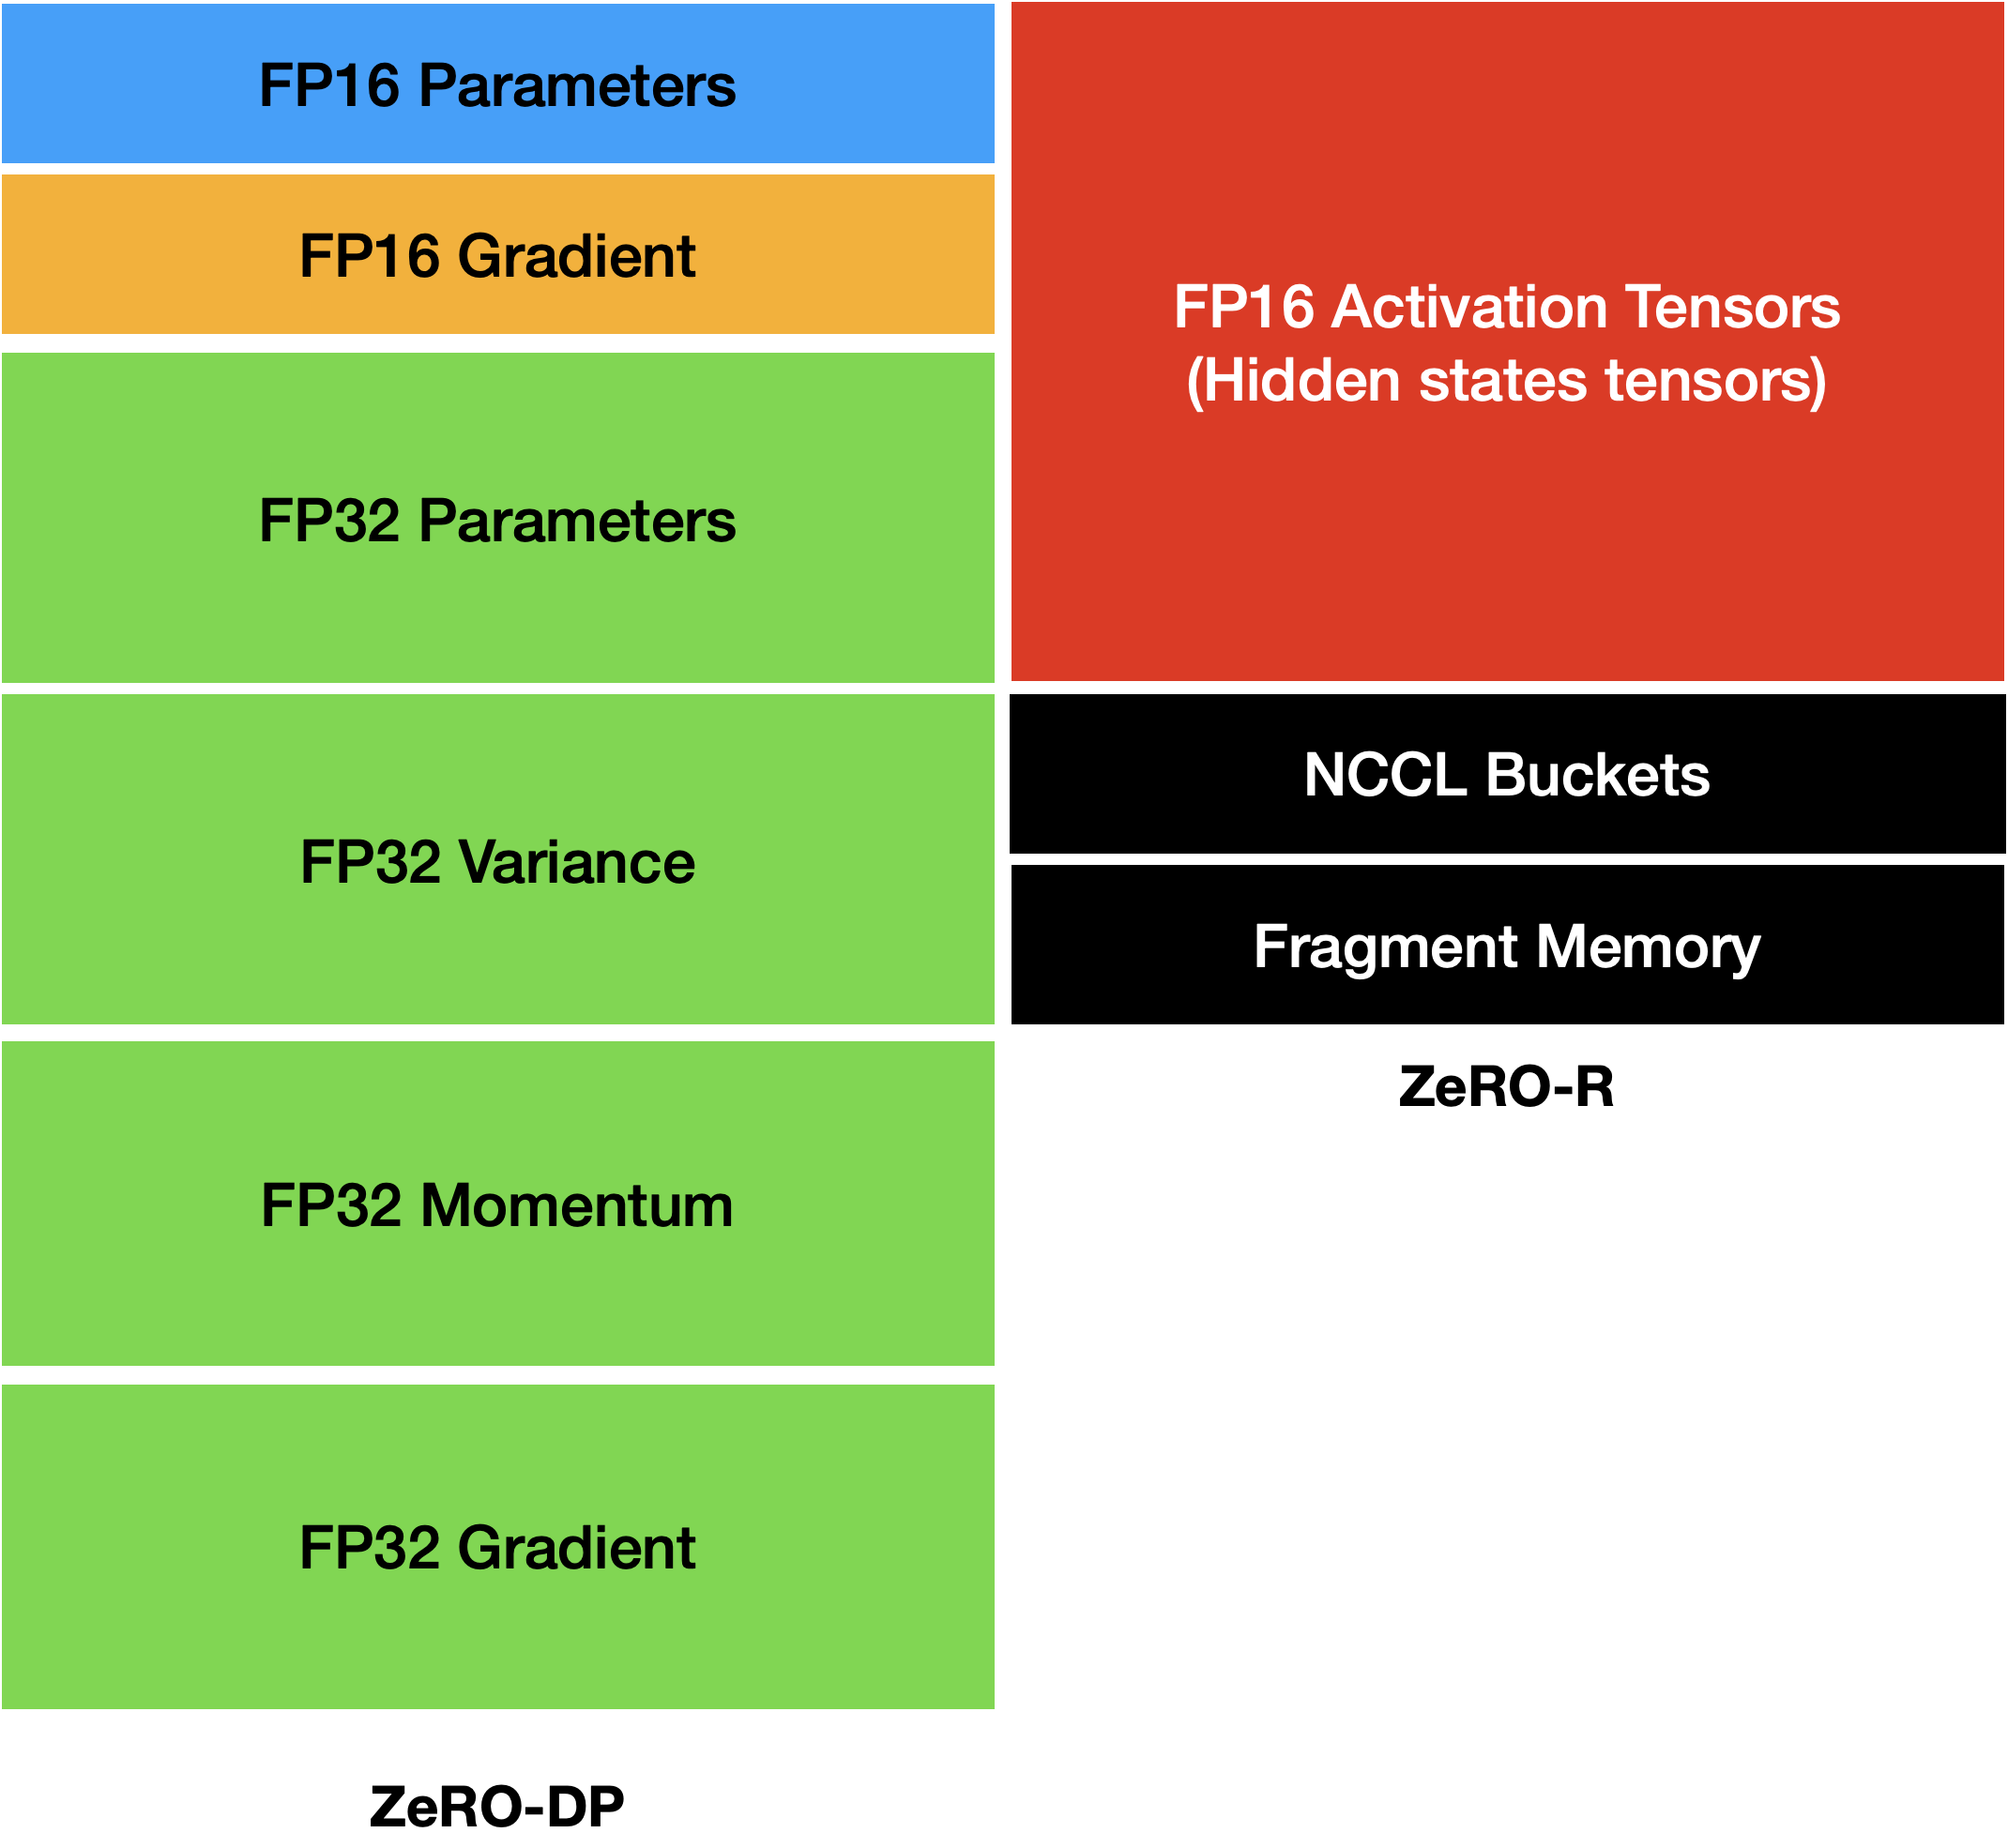 FP16 Parameters
FP16 Gradient
FP32 Parameters
FP32 Variance
FP32 Momentum
FP32 Gradient
ZeRO-DP
FP16 Activation Tensors
(Hidden states tensors)
NCCL Buckets
Fragment Memory
ZeRO-R